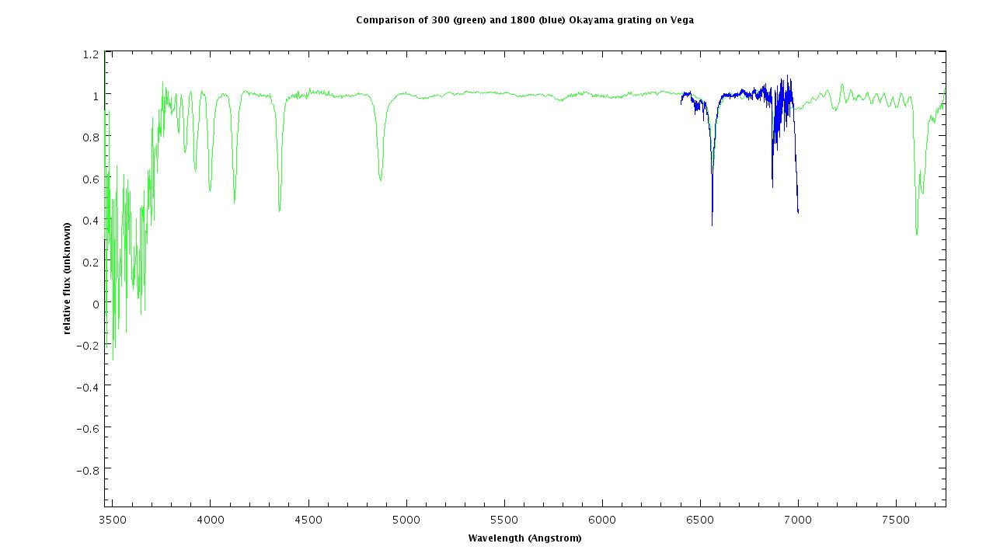 Comparison of 300 (green) and 1800 (blue) Okayama grating on Vega
1.2
1
0.8
0.6
0.4
0.2
0
−0.2
−0.4
−0.6
−0.8
relative flux (unknown)
3500 4000 4500 5000 5500 6000 6500 7000 7500
Wavelength (Angstrom)